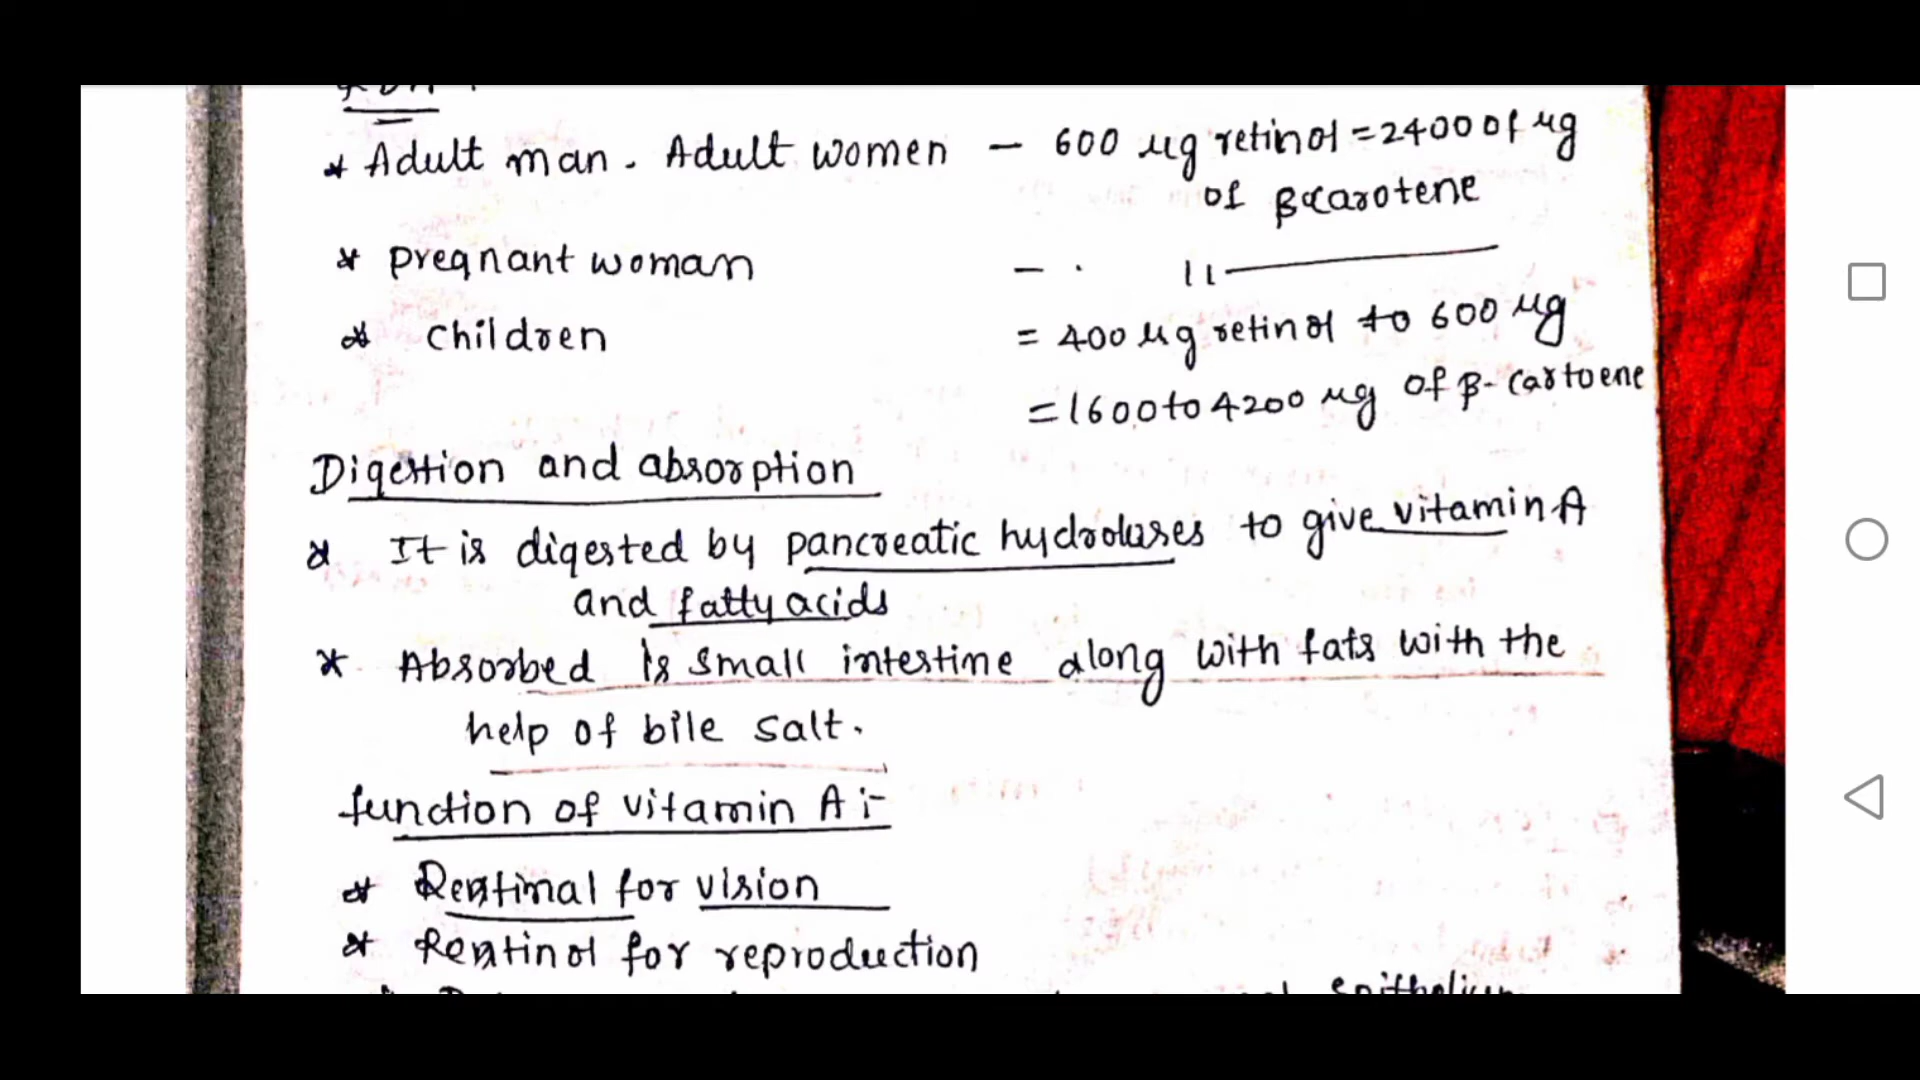 * Adult man. Adult women - 600 µg retinol = 2400 of µg
of β carotene
* pregnant woman - 11
* children = 400 µg retinol to 600 µg
= 1600 to 4200 µg of β- cartoene
Digestion and absorption
* It is digested by pancreatic hydrolases to give vitamin A
and fatty acids
* Absorbed is small intestine along with fats with the
help of bile salt.
function of vitamin A :-
* Rentinal for vision
* Rentinol for reproduction
epithelium